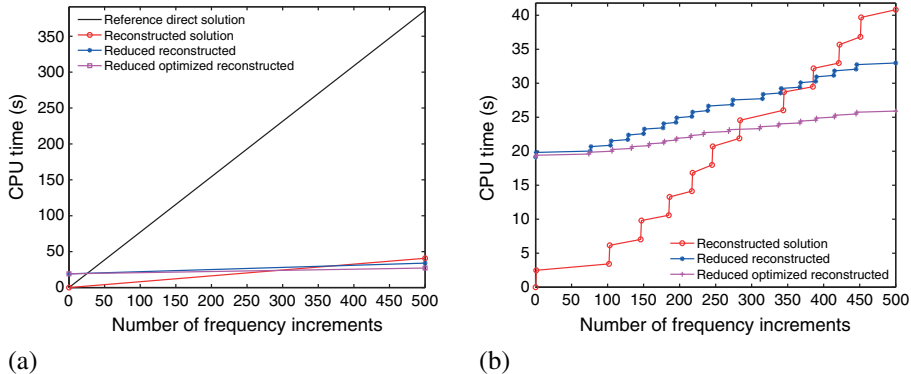 Reference direct solution
Reconstructed solution
Reduced reconstructed
Reduced optimized reconstructed
CPU time (s)
350
300
250
200
150
100
50
0
0 50 100 150 200 250 300 350 400 450 500
Number of frequency increments
(a)
CPU time (s)
40
35
30
25
20
15
10
5
0
Reconstructed solution
Reduced reconstructed
Reduced optimized reconstructed
0 50 100 150 200 250 300 350 400 450 500
Number of frequency increments
(b)